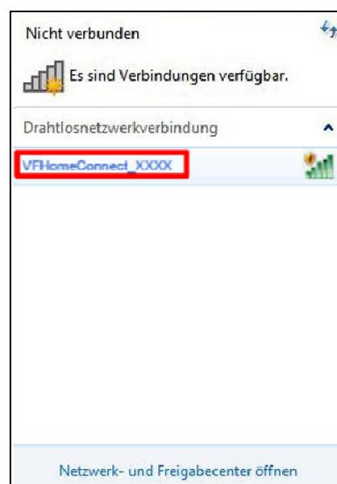 Nicht verbunden
Es sind Verbindungen verfügbar.
Drahtlosnetzwerkverbindung
VFHomeConnect_XXXX
Netzwerk- und Freigabecenter öffnen